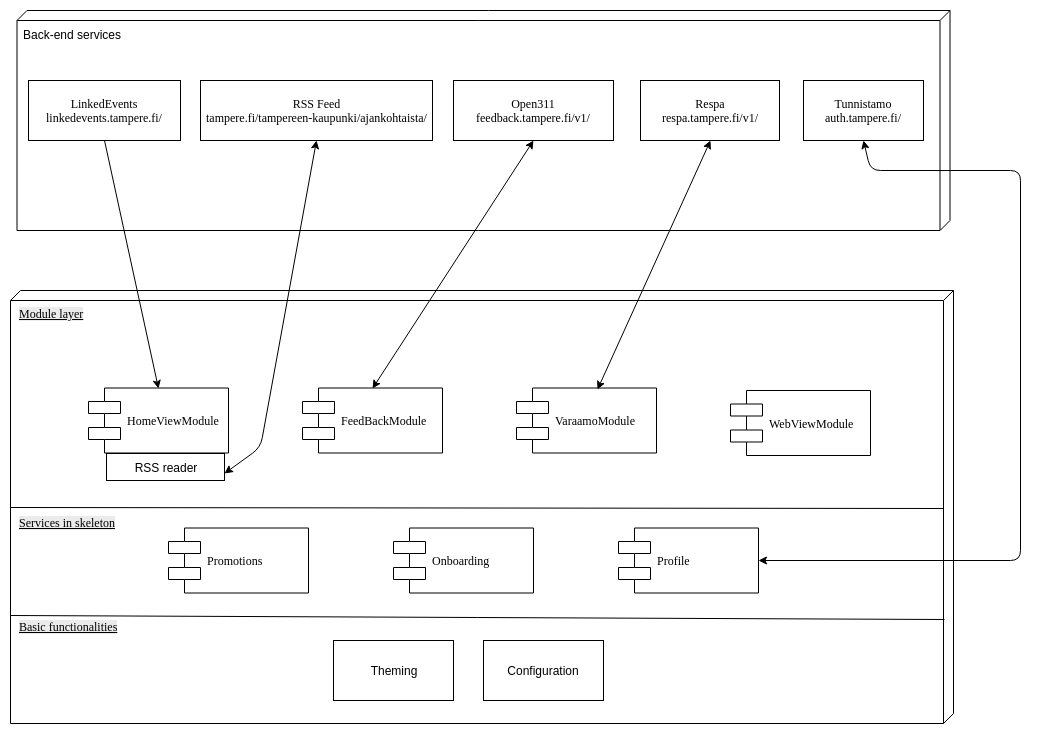 Back-end services
LinkedEvents
linkedevents.tampere.fi/
RSS Feed
tampere.fi/tampereen-kaupunki/ajankohtaista/
Open311
feedback.tampere.fi/v1/
Respa
respa.tampere.fi/v1/
Tunnistamo
auth.tampere.fi/
Module layer
HomeViewModule
RSS reader
FeedBackModule
VaraamoModule
WebViewModule
Services in skeleton
Promotions
Onboarding
Profile
Basic functionalities
Theming
Configuration